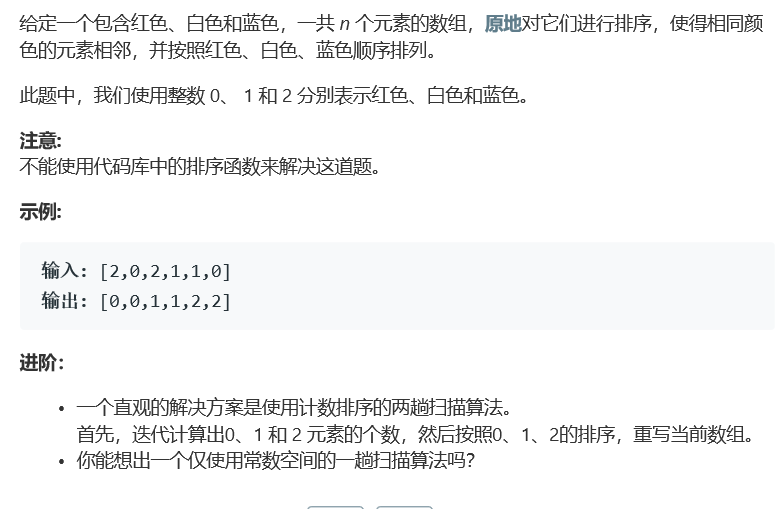 给定一个包含红色、白色和蓝色，一共 n 个元素的数组，原地对它们进行排序，使得相同颜
色的元素相邻，并按照红色、白色、蓝色顺序排列。
此题中，我们使用整数 0、 1 和 2 分别表示红色、白色和蓝色。
注意:
不能使用代码库中的排序函数来解决这道题。
示例:
输入: [2,0,2,1,1,0]
输出: [0,0,1,1,2,2]
进阶：
• 一个直观的解决方案是使用计数排序的两趟扫描算法。
首先，迭代计算出0、1 和 2 元素的个数，然后按照0、1、2的排序，重写当前数组。
• 你能想出一个仅使用常数空间的一趟扫描算法吗？